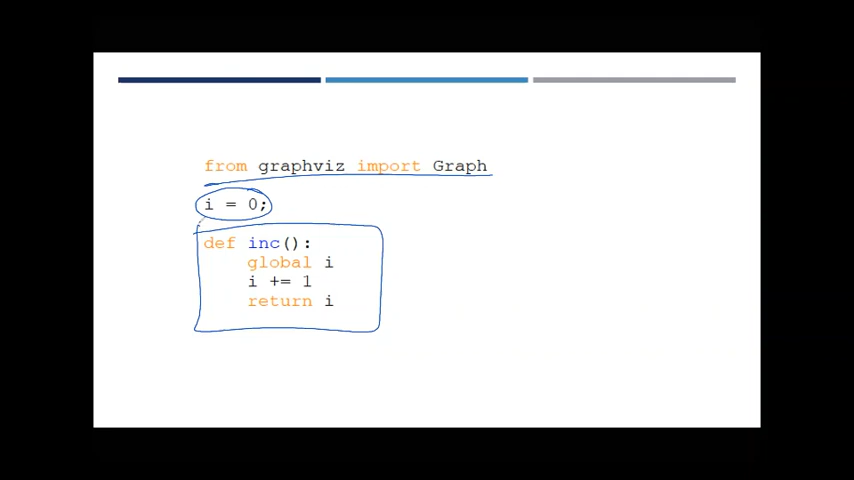 from graphviz import Graph
i = 0;
def inc():
    global i
    i += 1
    return i